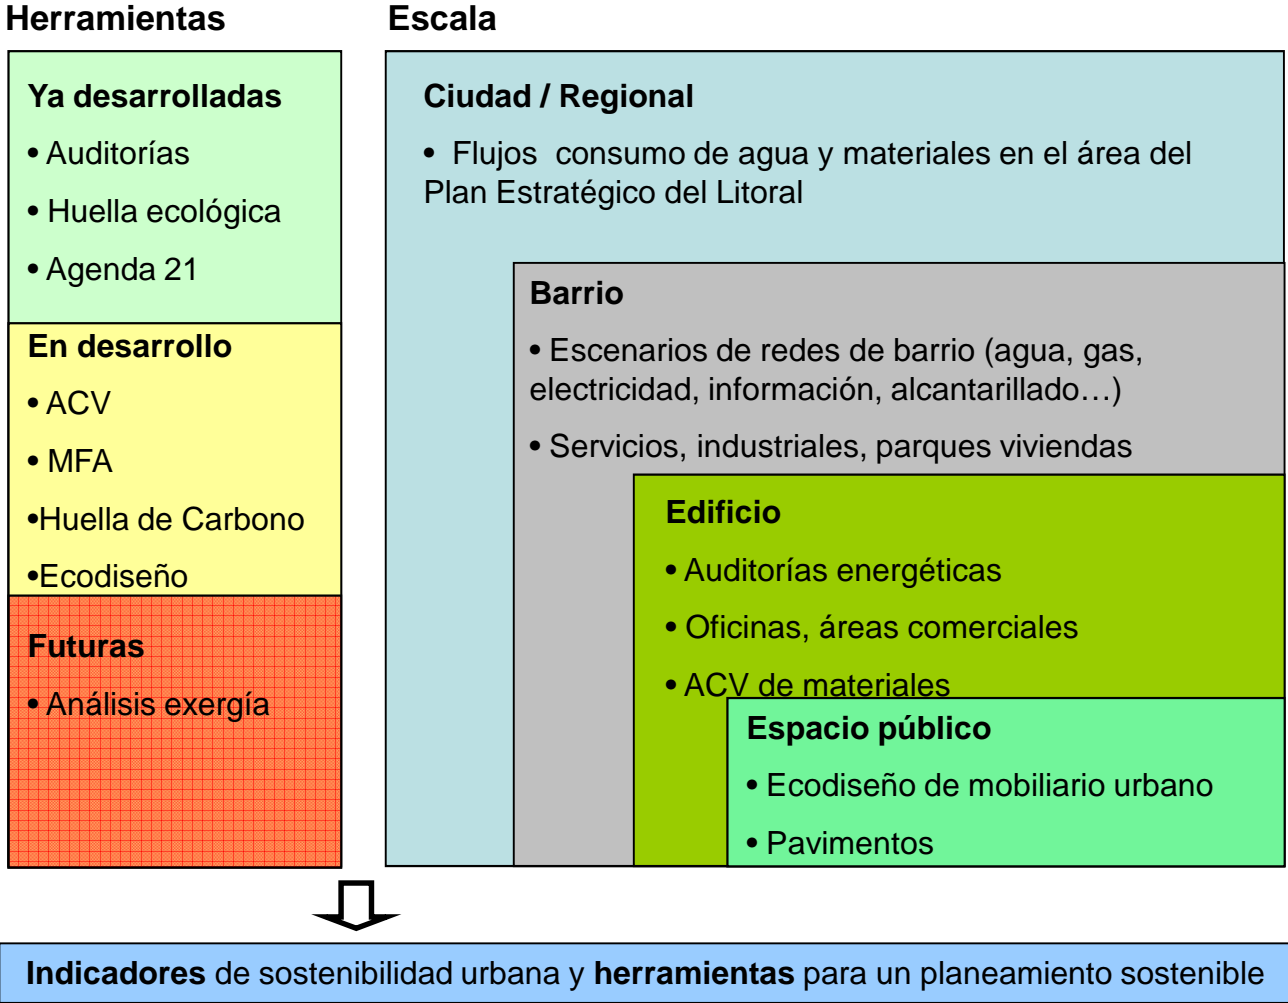 Herramientas
Ya desarrolladas
• Auditorías
• Huella ecológica
• Agenda 21
En desarrollo
• ACV
• MFA
•Huella de Carbono
•Ecodiseño
Futuras
• Análisis exergía
Escala
Ciudad / Regional
• Flujos consumo de agua y materiales en el área del
Plan Estratégico del Litoral
Barrio
• Escenarios de redes de barrio (agua, gas,
electricidad, información, alcantarillado…)
• Servicios, industriales, parques viviendas
Edificio
• Auditorías energéticas
• Oficinas, áreas comerciales
• ACV de materiales
Espacio público
• Ecodiseño de mobiliario urbano
• Pavimentos
Indicadores de sostenibilidad urbana y herramientas para un planeamiento sostenible